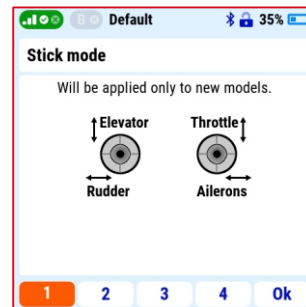 B Default 35%
Stick mode
Will be applied only to new models.
Elevator Throttle
Rudder Ailerons
1 2 3 4 Ok